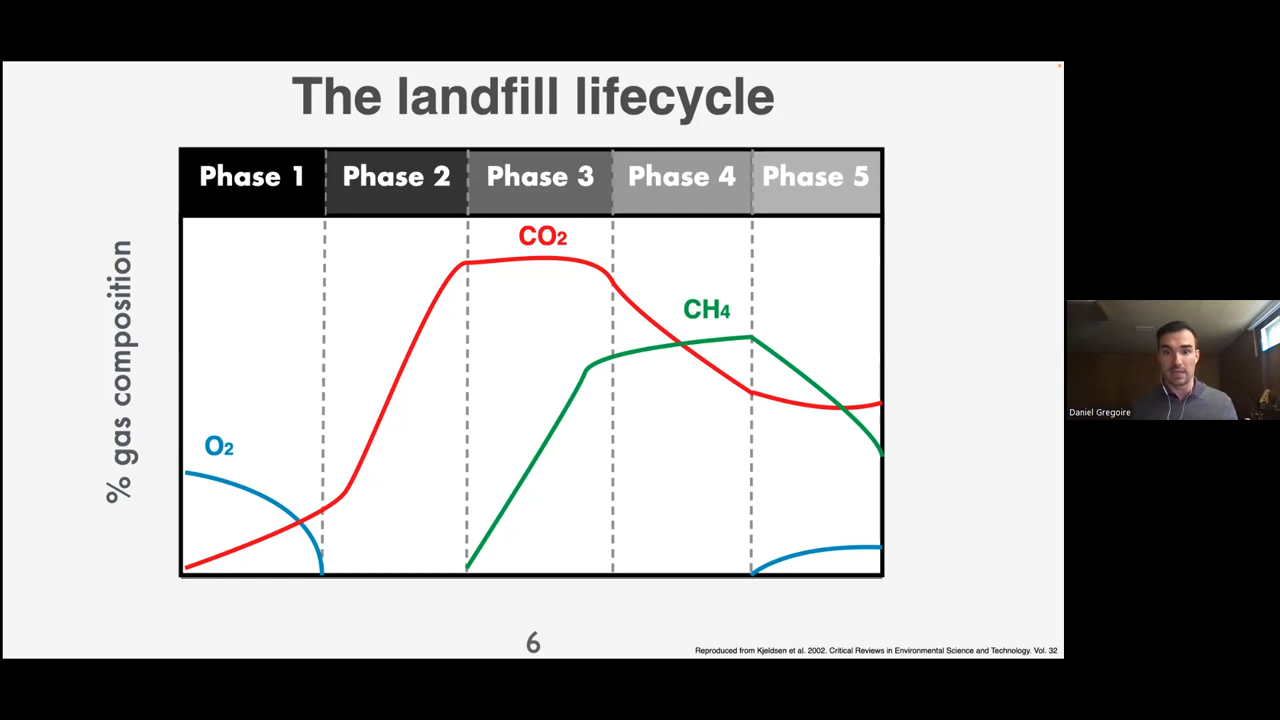 The landfill lifecycle
Phase 1 Phase 2 Phase 3 Phase 4 Phase 5
% gas composition
CO2
CH4
O2
Daniel Gregoire
6
Reproduced from Kjeldsen et al. 2002. Critical Reviews in Environmental Science and Technology. Vol. 32